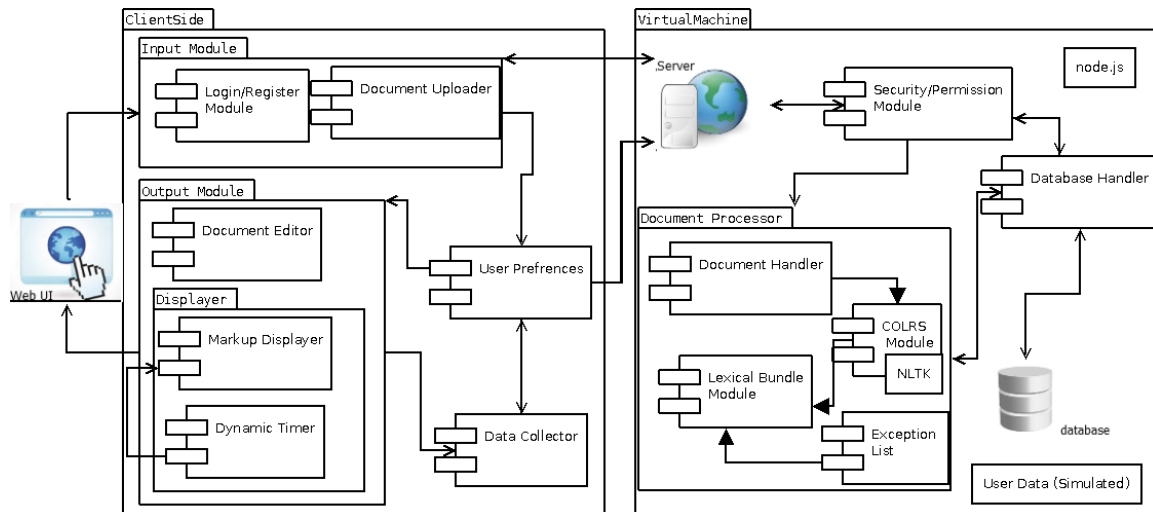 ClientSide
Input Module
Login/Register
Module
Document Uploader
Output Module
Document Editor
Displayer
Markup Displayer
Dynamic Timer
User Prefrences
Data Collector
Web UI
VirtualMachine
Server
Security/Permission
Module
node.js
Database Handler
Document Processor
Document Handler
COLRS
Module
NLTK
Lexical Bundle
Module
Exception
List
database
User Data (Simulated)